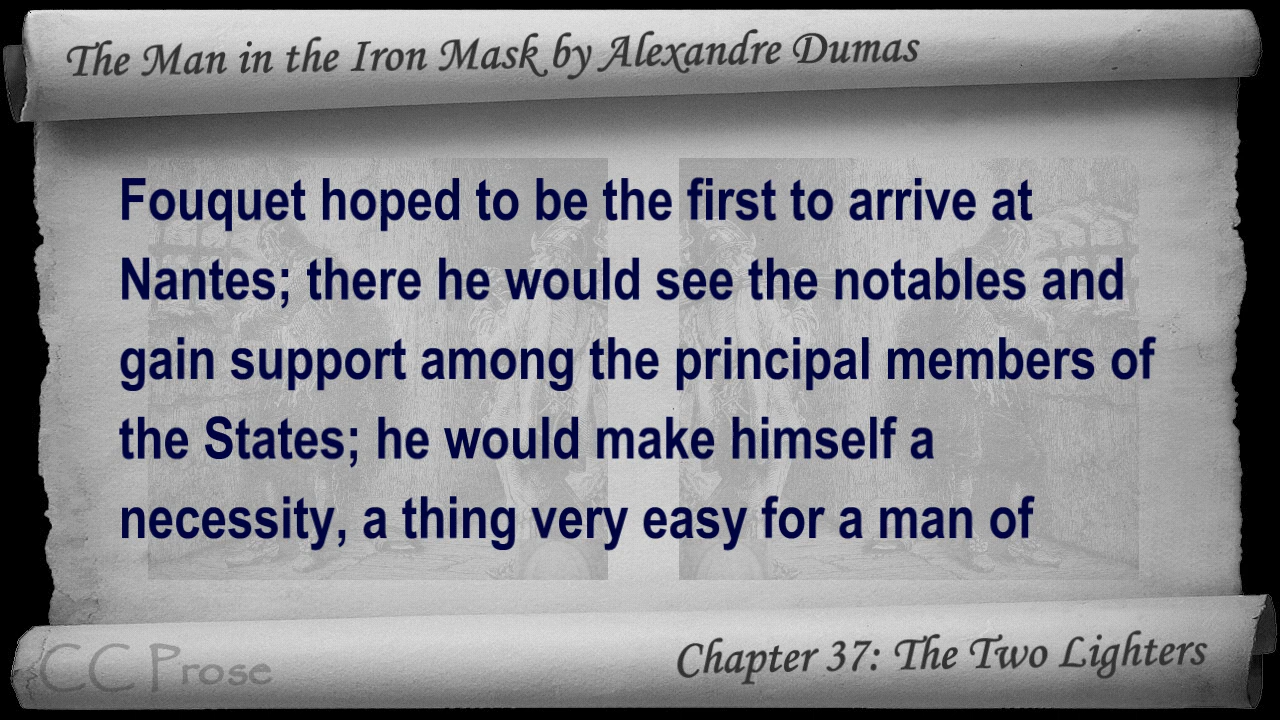 The Man in the Iron Mask by Alexandre Dumas
Fouquet hoped to be the first to arrive at
Nantes; there he would see the notables and
gain support among the principal members of
the States; he would make himself a
necessity, a thing very easy for a man of
CC Prose
Chapter 37: The Two Lighters